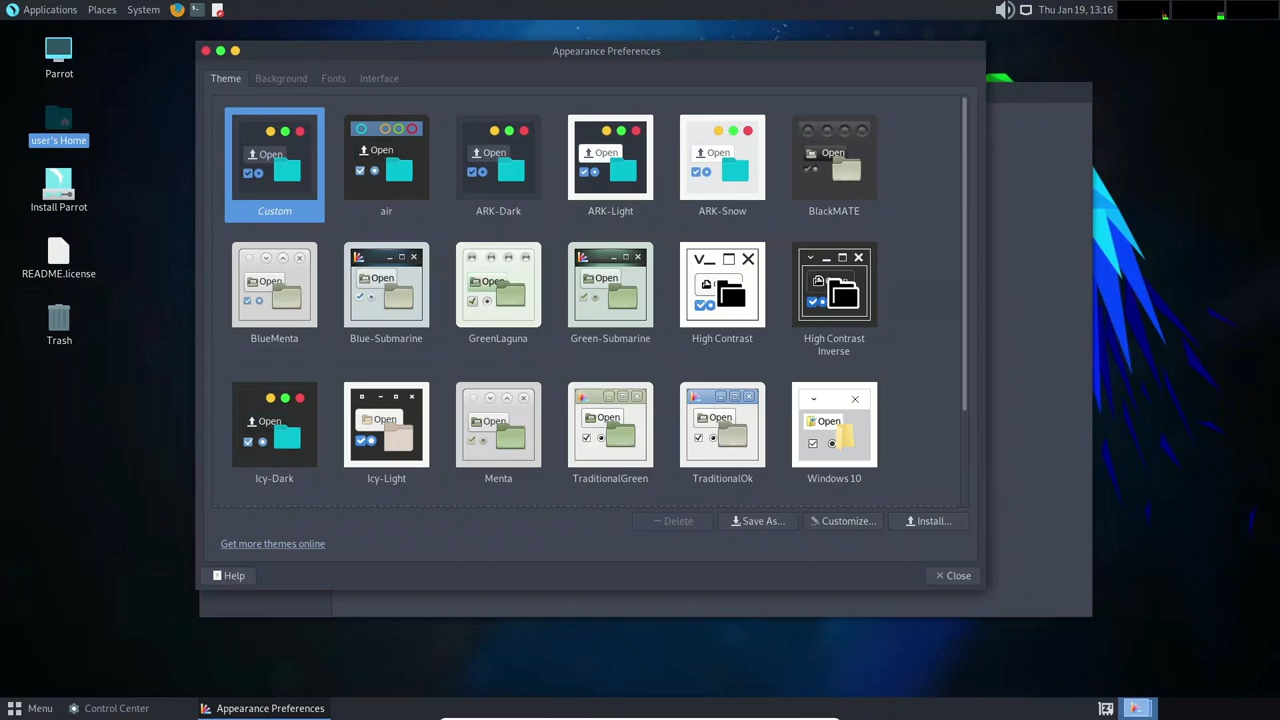 Applications Places System
Thu Jan 19, 13:16
Appearance Preferences
Theme Background Fonts Interface
Parrot
user's Home
Install Parrot
README.license
Trash
Open Open Open Open Open Open
Custom air ARK-Dark ARK-Light ARK-Snow BlackMATE
Open Open Open Open
BlueMenta Blue-Submarine GreenLaguna Green-Submarine High Contrast High Contrast
Inverse
Open Open Open Open Open Open
Icy-Dark Icy-Light Menta TraditionalGreen TraditionalOk Windows 10
Delete Save As... Customize... Install...
Get more themes online
Help Close
Menu Control Center Appearance Preferences